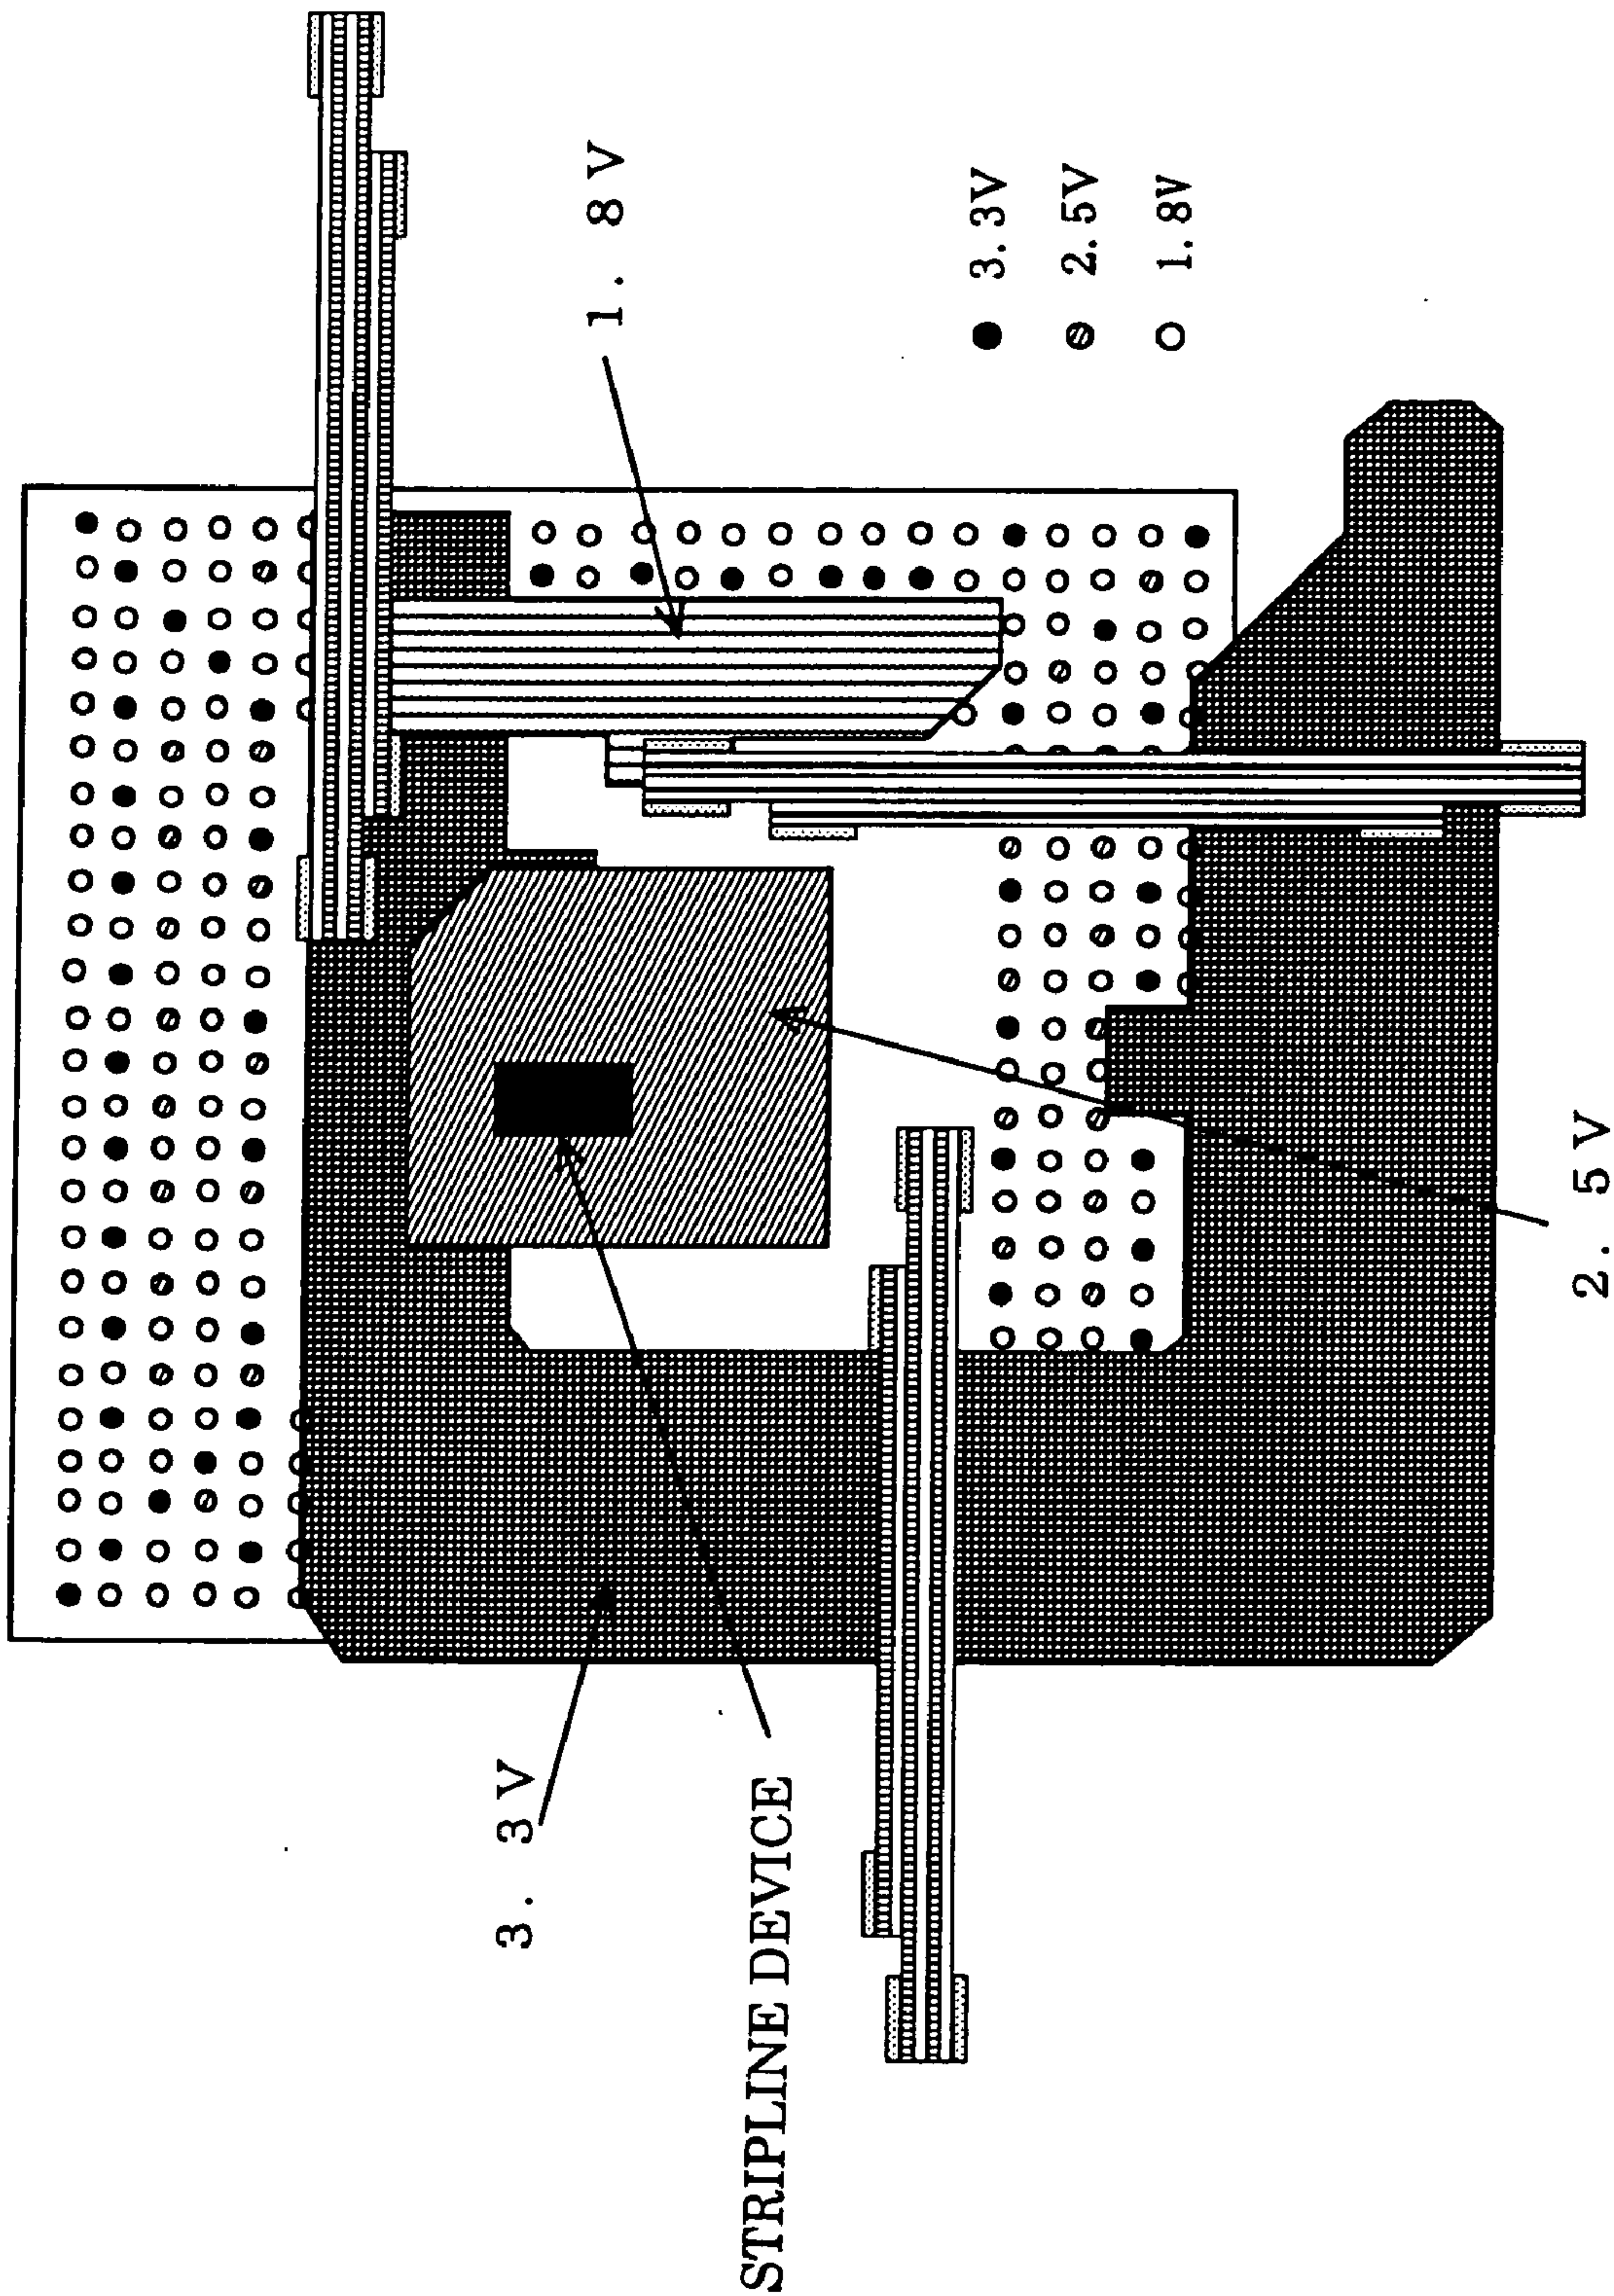 1. 8V
3.3V
2.5V
1.8V
3. 3V
STRIPLINE DEVICE
2. 5V